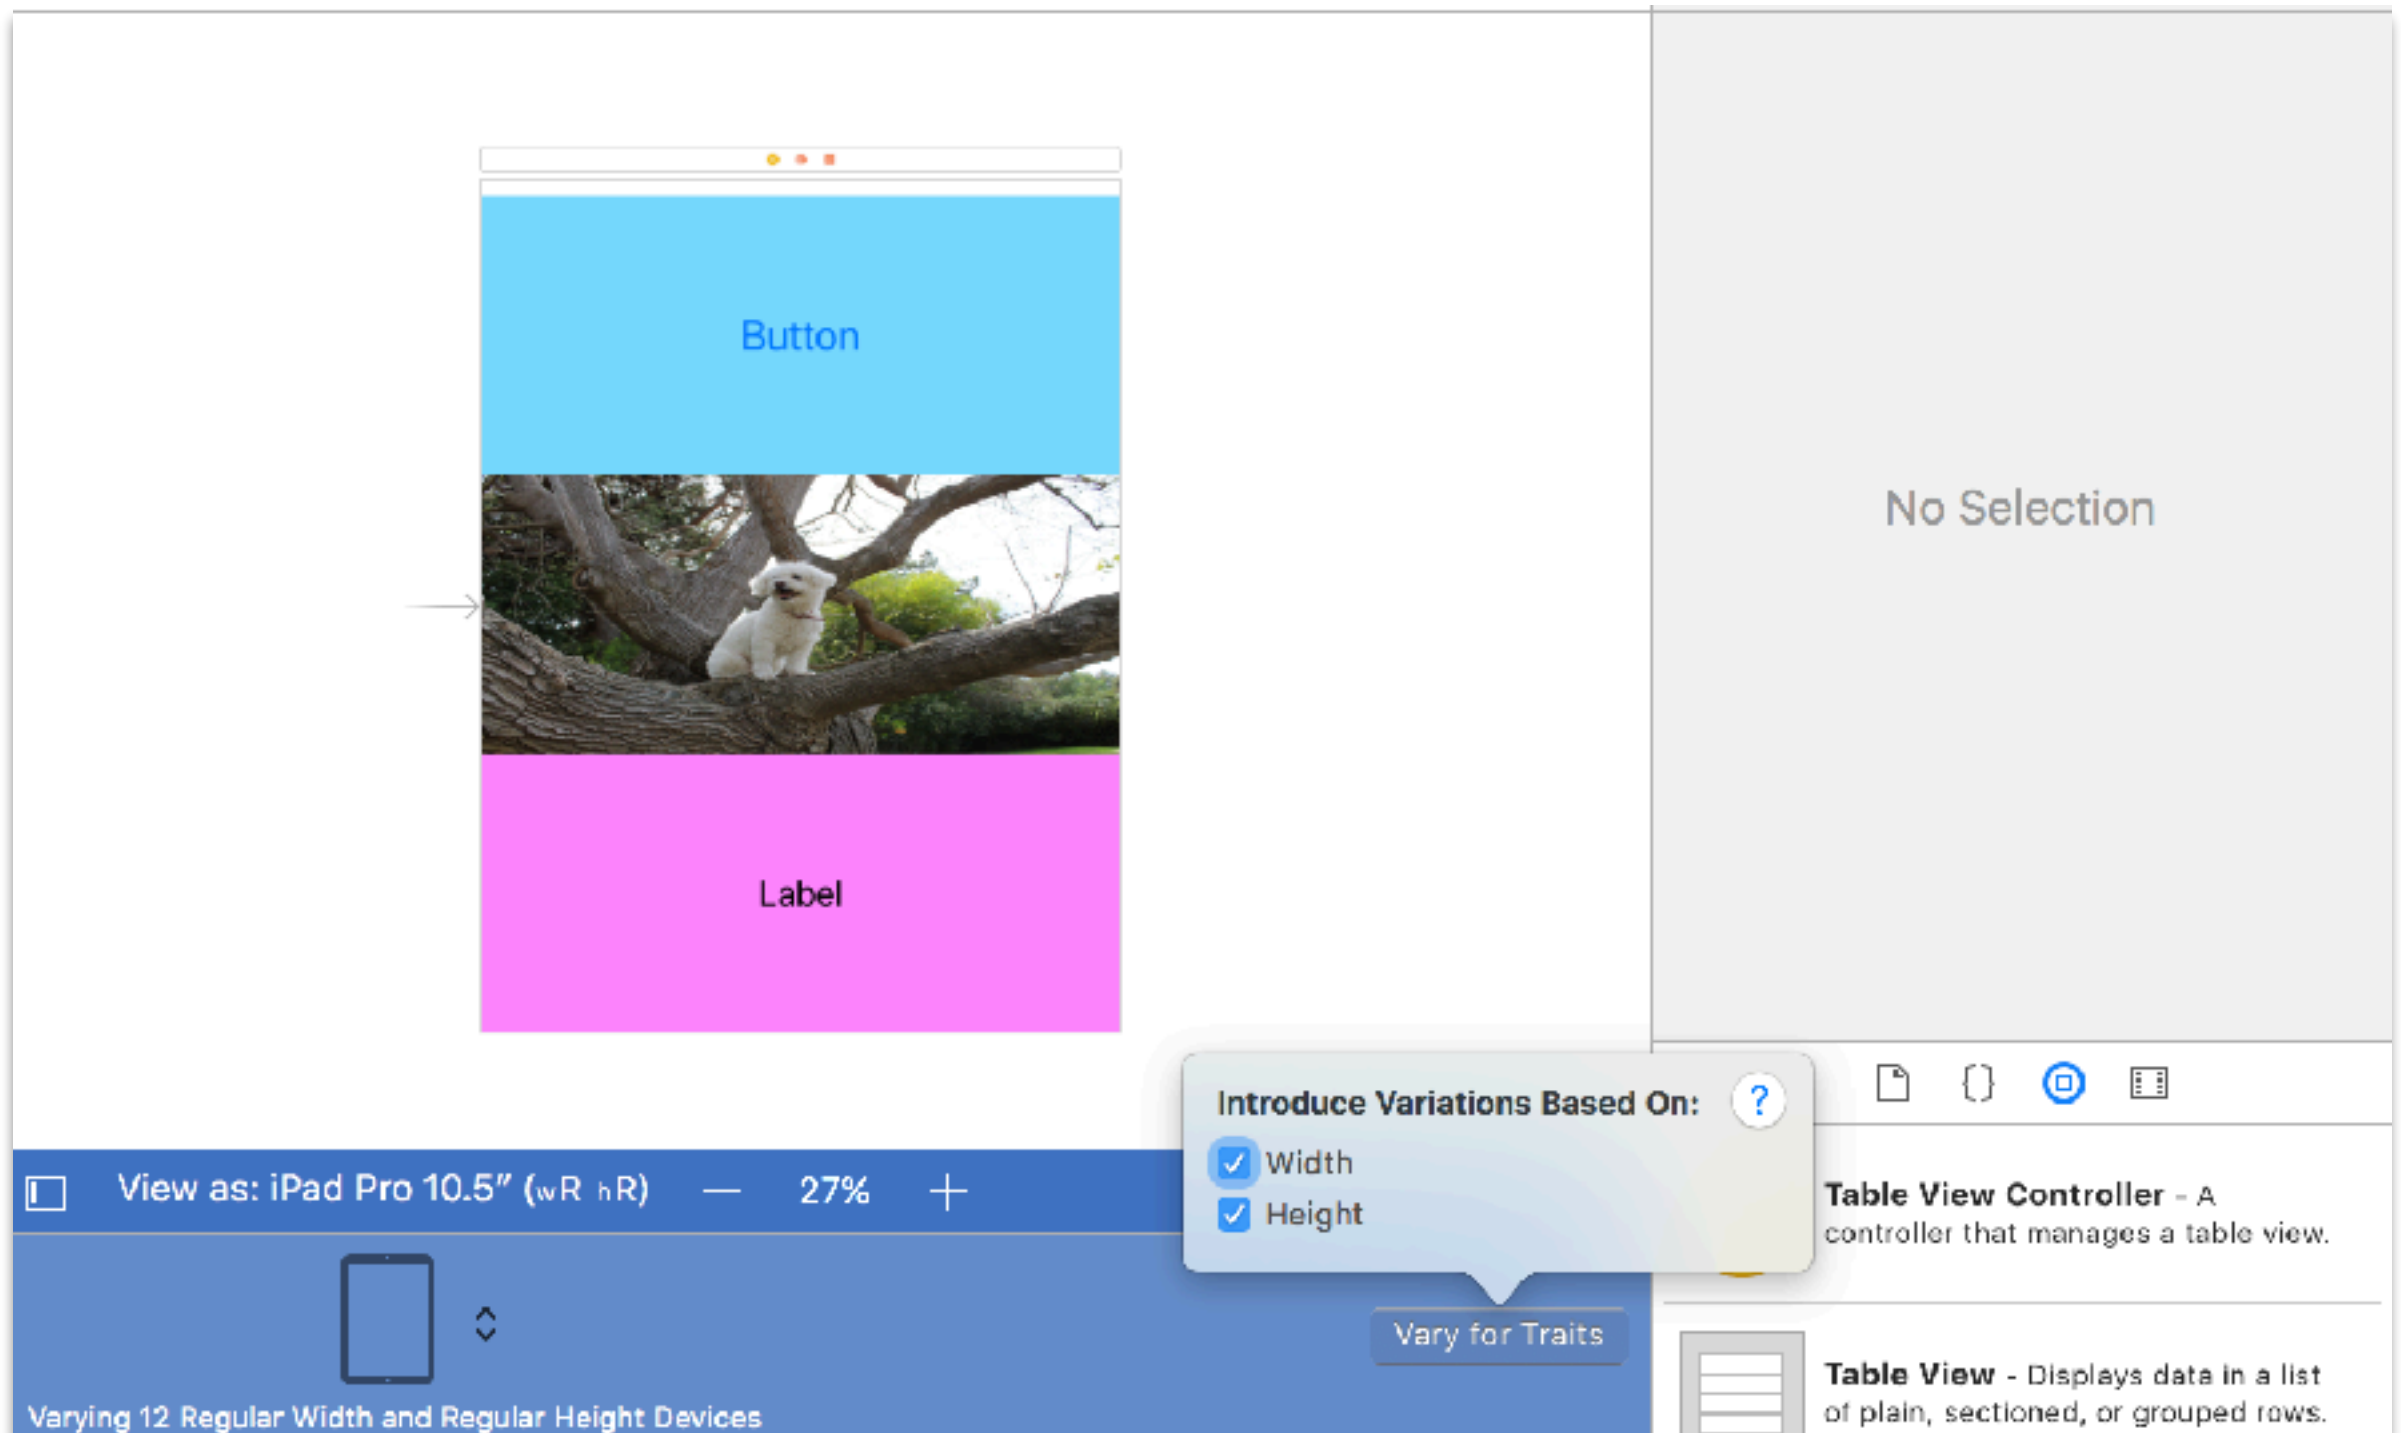 Button
No Selection
Label
Introduce Variations Based On: ?
Width
Height
View as: iPad Pro 10.5” (wR hR) — 27% +
Vary for Traits
Varying 12 Regular Width and Regular Height Devices
{}
Table View Controller - A
controller that manages a table view.
Table View - Displays data in a list
of plain, sectioned, or grouped rows.